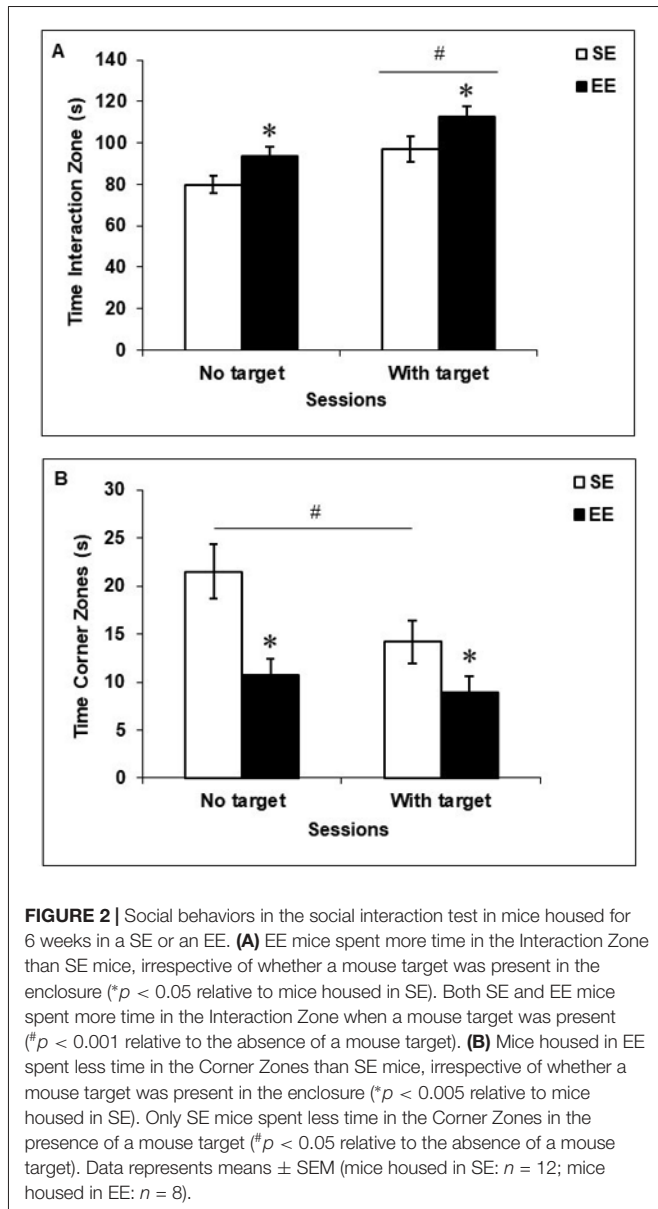 A
Time Interaction Zone (s)
140
120
100
80
60
40
20
0
SE
EE
#
*
*
No target
With target
Sessions
B
Time Corner Zones (s)
30
25
20
15
10
5
0
SE
EE
#
*
*
No target
With target
Sessions
FIGURE 2 | Social behaviors in the social interaction test in mice housed for
6 weeks in a SE or an EE. (A) EE mice spent more time in the Interaction Zone
than SE mice, irrespective of whether a mouse target was present in the
enclosure (*p < 0.05 relative to mice housed in SE). Both SE and EE mice
spent more time in the Interaction Zone when a mouse target was present
(#p < 0.001 relative to the absence of a mouse target). (B) Mice housed in EE
spent less time in the Corner Zones than SE mice, irrespective of whether a
mouse target was present in the enclosure (*p < 0.005 relative to mice
housed in SE). Only SE mice spent less time in the Corner Zones in the
presence of a mouse target (#p < 0.05 relative to the absence of a mouse
target). Data represents means ± SEM (mice housed in SE: n = 12; mice
housed in EE: n = 8).